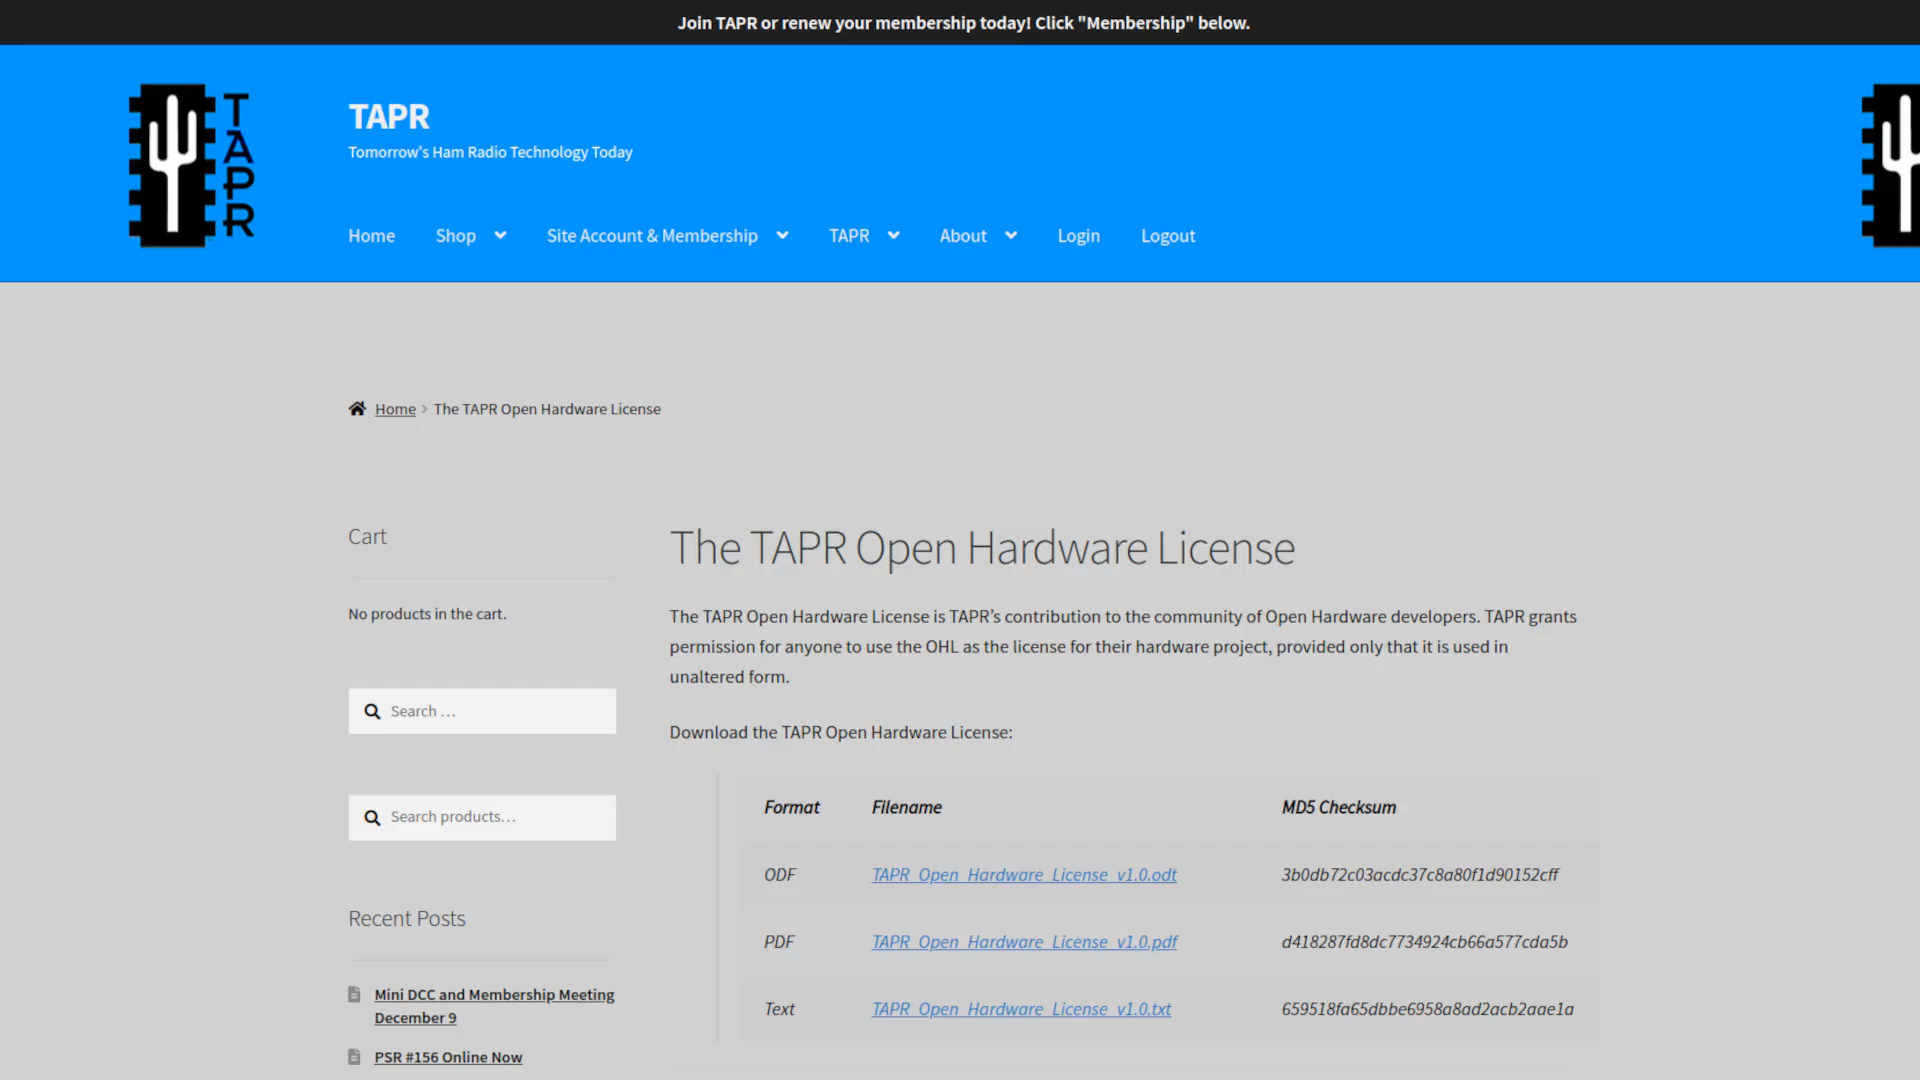 Join TAPR or renew your membership today! Click "Membership" below.
TAPR
TAPR
Tomorrow's Ham Radio Technology Today
Home Shop Site Account & Membership TAPR About Login Logout
Home The TAPR Open Hardware License
Cart
No products in the cart.
Search …
Search products…
Recent Posts
Mini DCC and Membership Meeting
December 9
PSR #156 Online Now
The TAPR Open Hardware License
The TAPR Open Hardware License is TAPR’s contribution to the community of Open Hardware developers. TAPR grants
permission for anyone to use the OHL as the license for their hardware project, provided only that it is used in
unaltered form.
Download the TAPR Open Hardware License:
Format Filename MD5 Checksum
ODF TAPR_Open_Hardware_License_v1.0.odt 3b0db72c03acdc37c8a80f1d90152cff
PDF TAPR_Open_Hardware_License_v1.0.pdf d418287fd8dc7734924cb66a577cda5b
Text TAPR_Open_Hardware_License_v1.0.txt 659518fa65dbbe6958a8ad2acb2aae1a